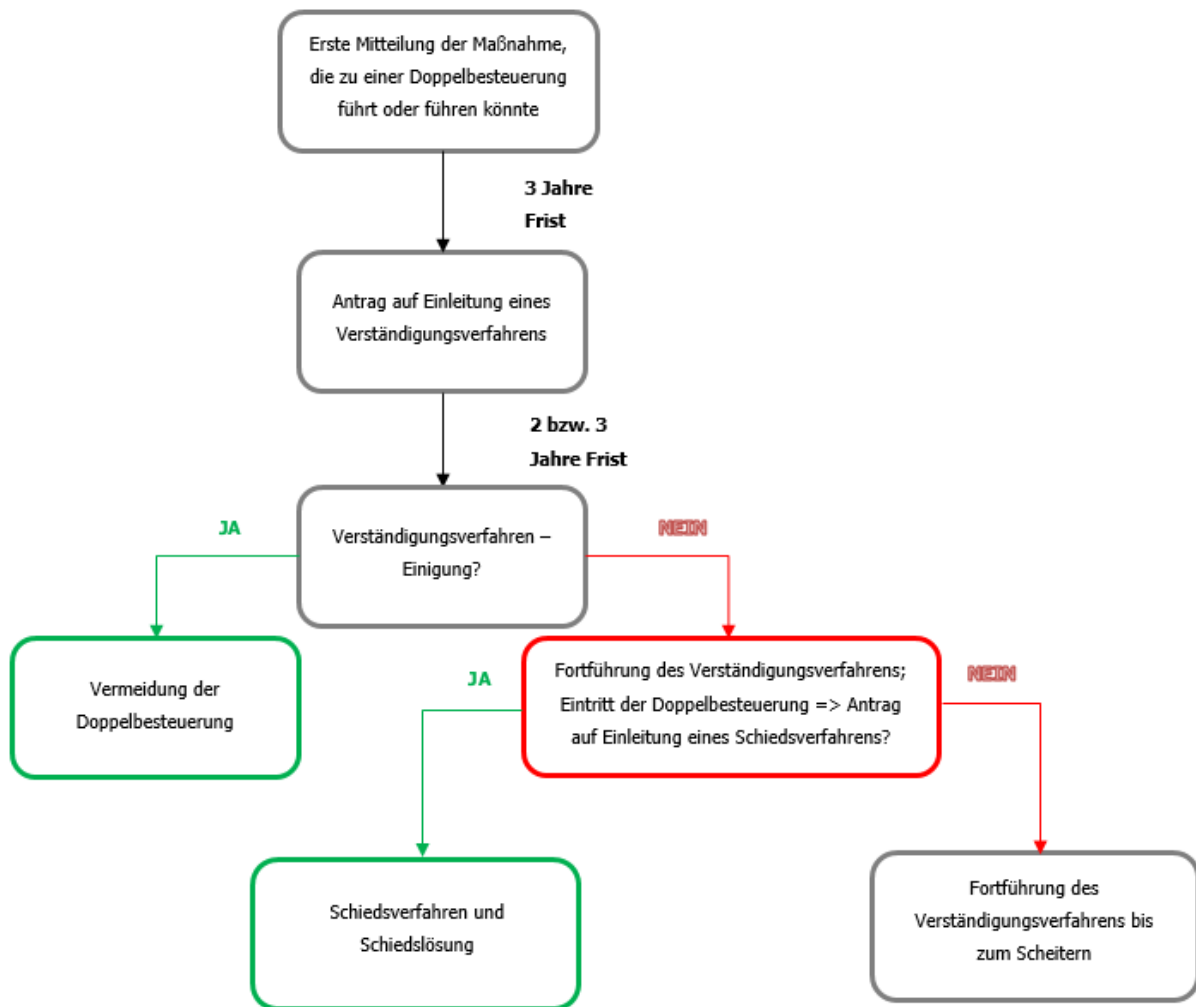 Erste Mitteilung der Maßnahme,
die zu einer Doppelbesteuerung
führt oder führen könnte
3 Jahre
Frist
Antrag auf Einleitung eines
Verständigungsverfahrens
2 bzw. 3
Jahre Frist
JA
Verständigungsverfahren –
Einigung?
NEIN
Vermeidung der
Doppelbesteuerung
JA
Fortführung des Verständigungsverfahrens;
Eintritt der Doppelbesteuerung => Antrag
auf Einleitung eines Schiedsverfahrens?
NEIN
Schiedsverfahren und
Schiedslösung
Fortführung des
Verständigungsverfahrens bis
zum Scheitern